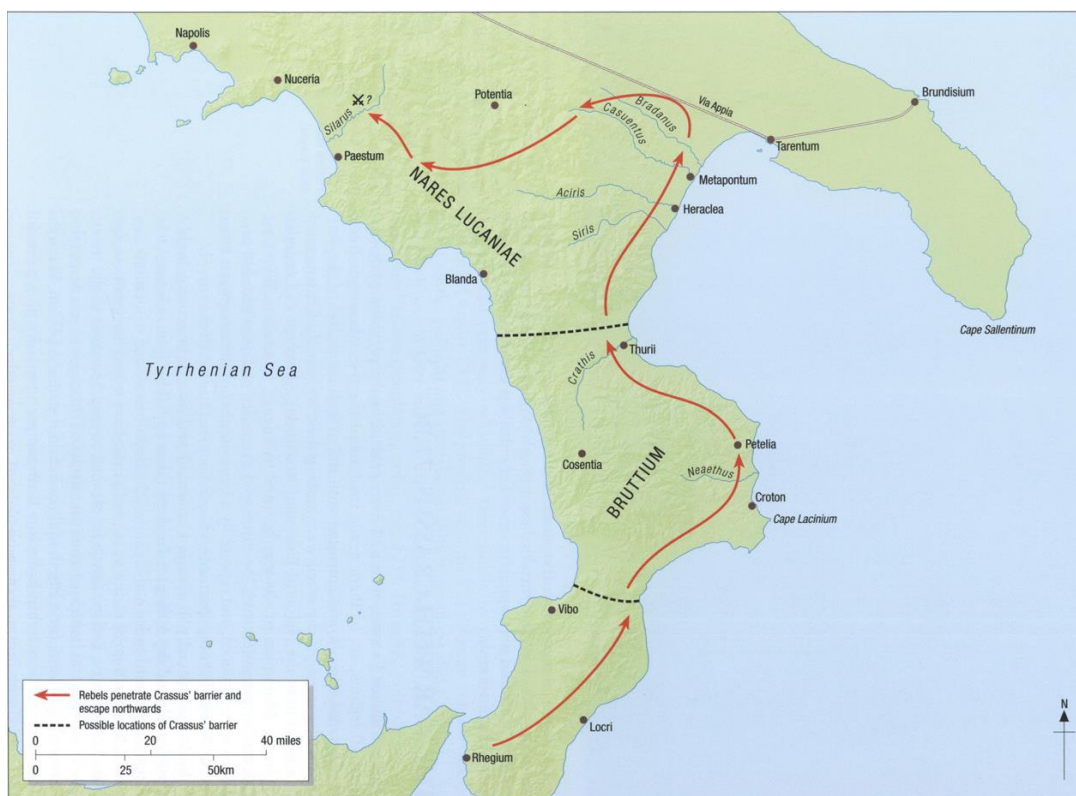 Napolis
Nuceria
Silarus
?
Potentia
Paestum
Bradanus
Casuentus
Via Appia
Brundisium
Tarentum
Metapontum
Aciris
Heraclea
Siris
NARES LUCANIAE
Blanda
Cape Sallentinum
Thurii
Crathis
Tyrrhenian Sea
Petelia
Cosentia
Neaethus
BRUTTIUM
Croton
Cape Lacinium
Vibo
Locri
Rhegium
Rebels penetrate Crassus' barrier and
escape northwards
Possible locations of Crassus' barrier
0 20 40 miles
0 25 50km
N